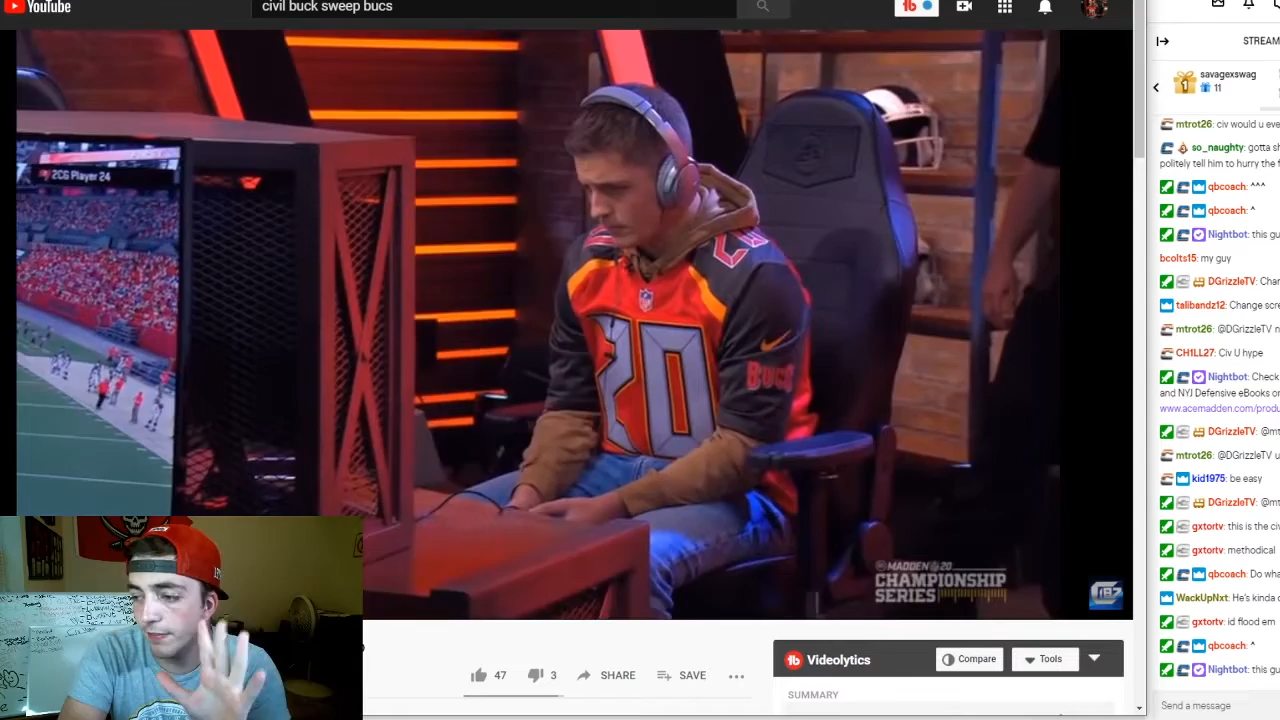 YouTube
civil buck sweep bucs
STREAM
savagexswag
1
11
2CG Player 24
20
BUCS
MADDEN 20
CHAMPIONSHIP
SERIES
mtrot26: civ would u eve
so_naughty: gotta sh
politely tell him to hurry the f
qbcoach: ^^^
qbcoach: ^
Nightbot: this gu
bcolts15: my guy
DGrizzleTV: Char
talibandz12: Change scre
mtrot26: @DGrizzleTV n
CH1LL27: Civ U hype
Nightbot: Check
and NYJ Defensive eBooks or
www.acemadden.com/produ
DGrizzleTV: @mt
mtrot26: @DGrizzleTV u
kid1975: be easy
DGrizzleTV: @mt
gxtortv: this is the civ
gxtortv: methodical
qbcoach: Do wha
WackUpNxt: He's kinda c
gxtortv: id flood em
qbcoach: ^
Nightbot: this gu
Send a message
47
3
SHARE
SAVE
Videolytics
Compare
Tools
SUMMARY